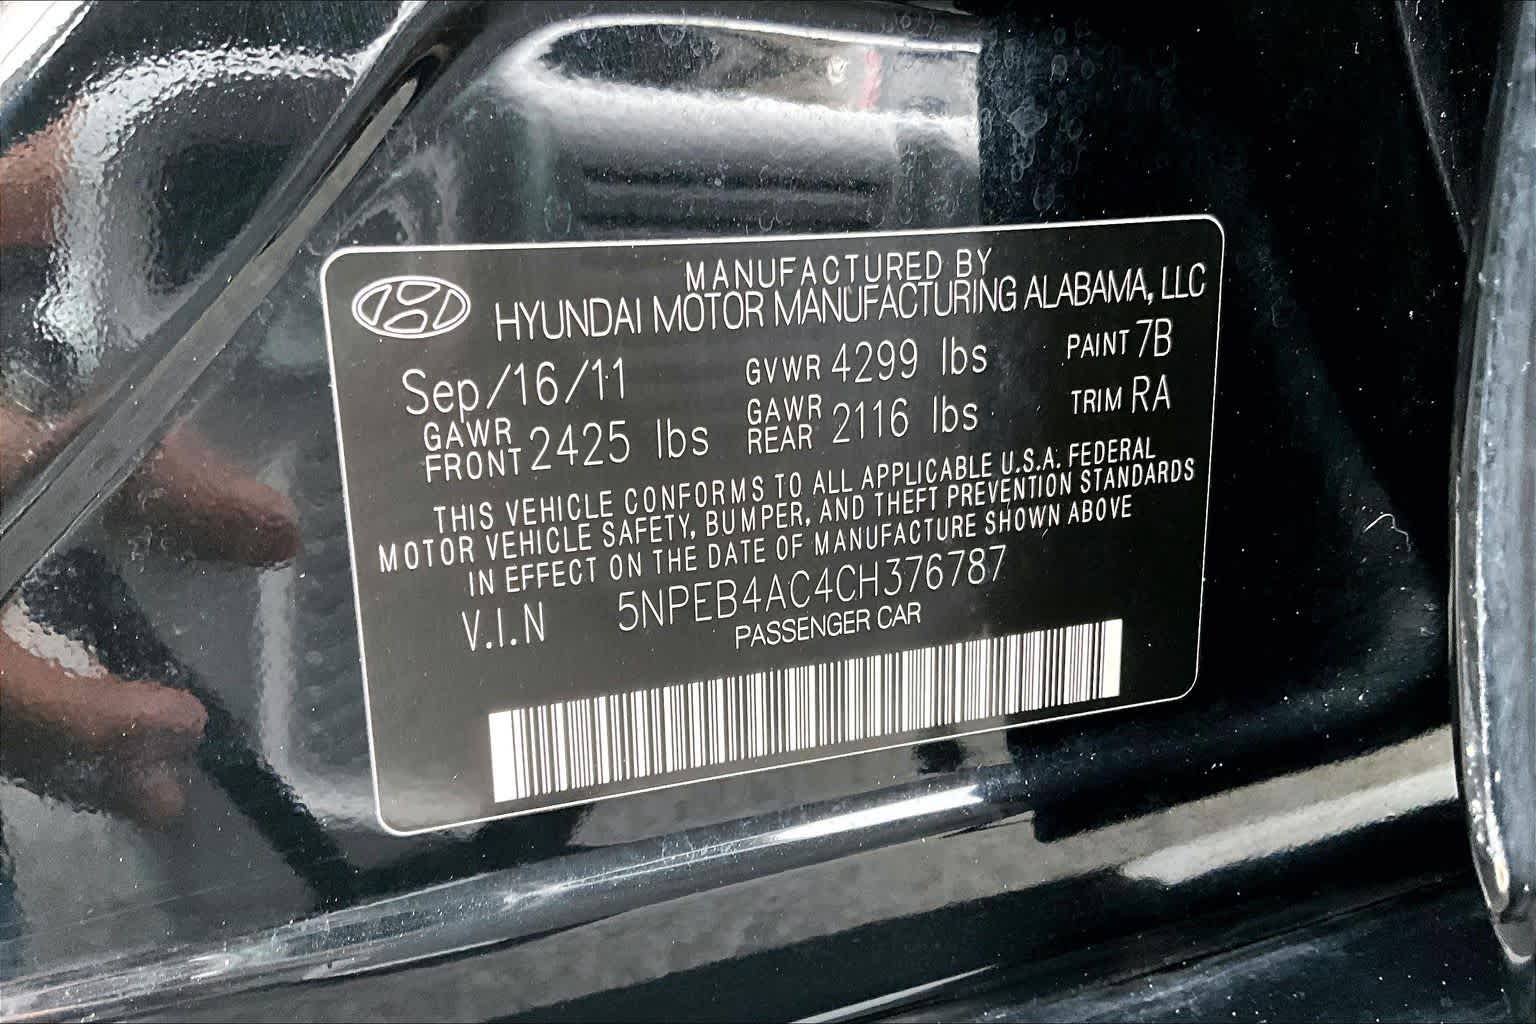 MANUFACTURED BY
HYUNDAI MOTOR MANUFACTURING ALABAMA, LLC
Sep/16/11 GVWR 4299 lbs PAINT 7B
GAWR FRONT 2425 lbs GAWR REAR 2116 lbs TRIM RA
THIS VEHICLE CONFORMS TO ALL APPLICABLE U.S.A. FEDERAL
MOTOR VEHICLE SAFETY, BUMPER, AND THEFT PREVENTION STANDARDS
IN EFFECT ON THE DATE OF MANUFACTURE SHOWN ABOVE
V.I.N 5NPEB4AC4CH376787
PASSENGER CAR